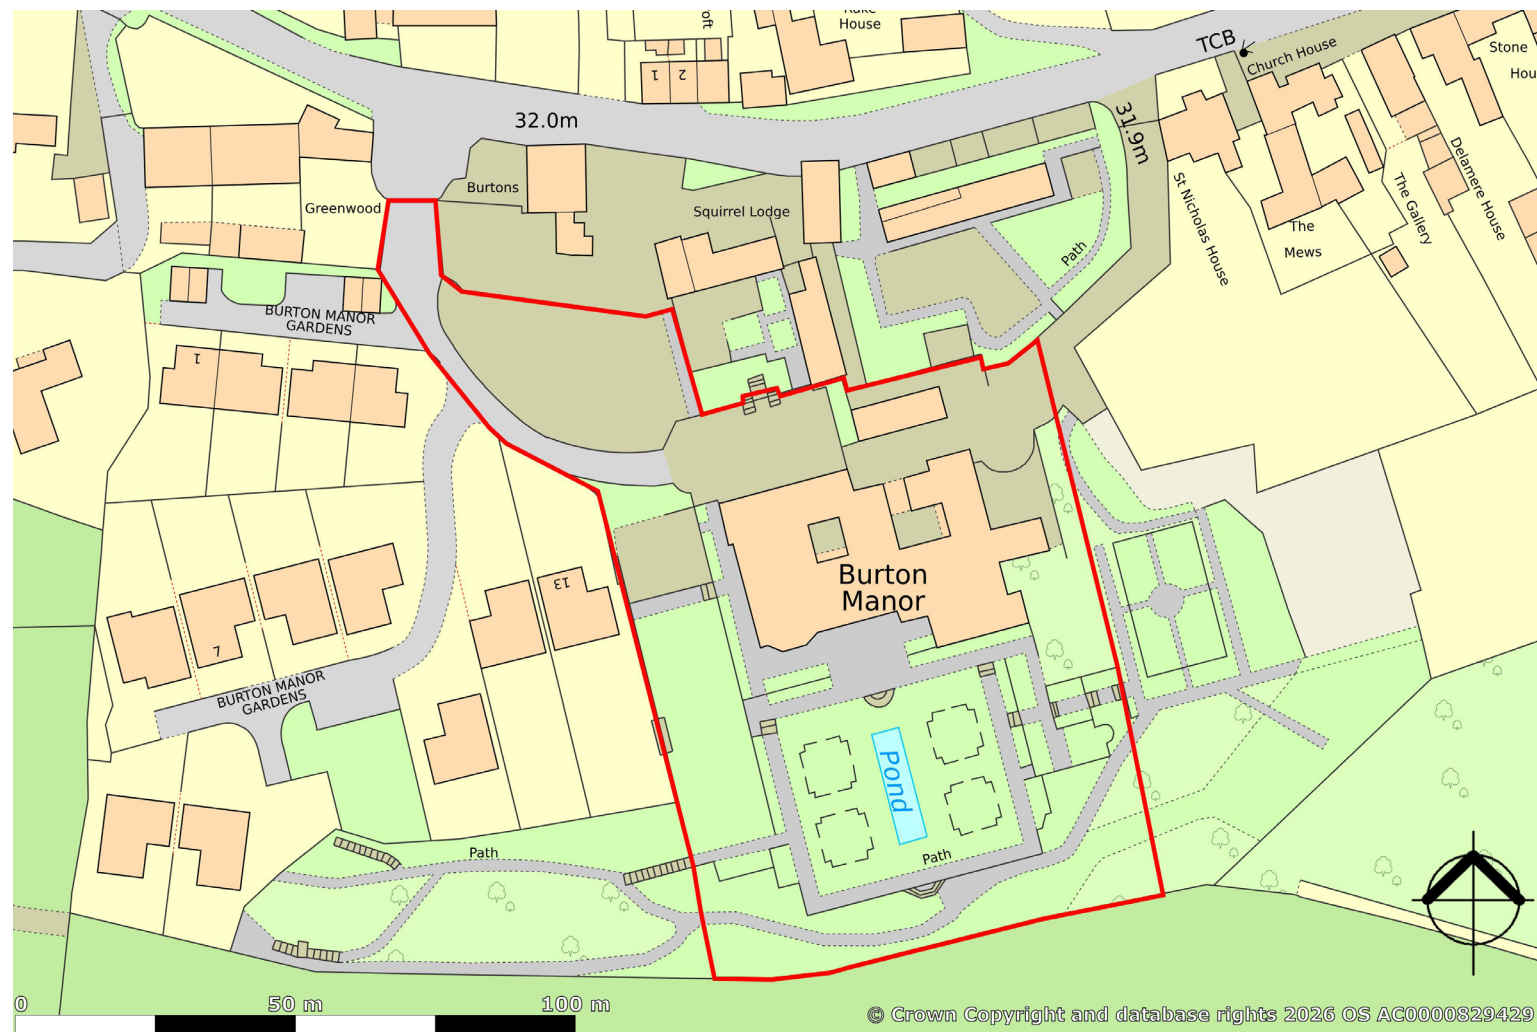 House
TCB
Church House
Stone
1
2
32.0m
31.9m
Burtons
Greenwood
Squirrel Lodge
St Nicholas House
The
Mews
The Gallery
Delamere House
Path
BURTON MANOR
GARDENS
1
Burton
Manor
13
7
BURTON MANOR
GARDENS
Pond
Path
Path
0
50 m
100 m
© Crown Copyright and database rights 2026 OS AC0000829429